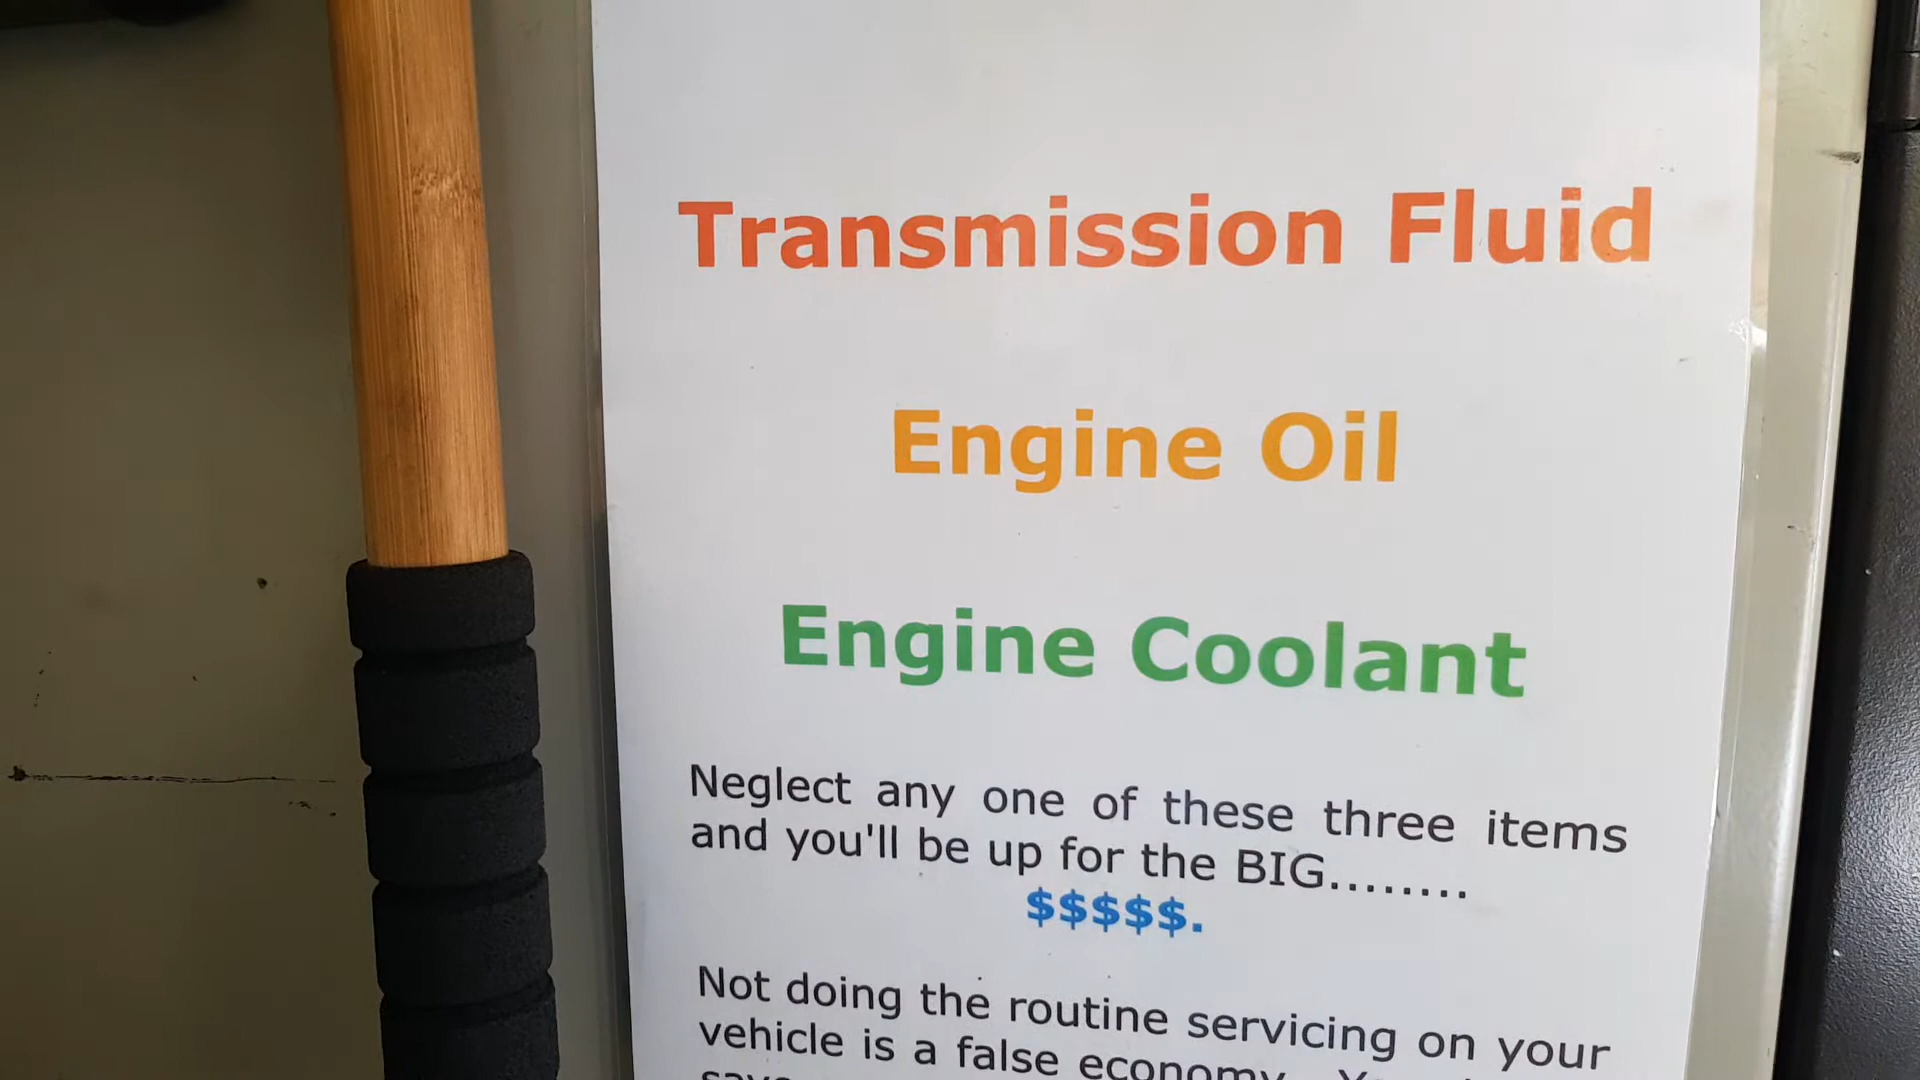 Transmission Fluid
Engine Oil
Engine Coolant
Neglect any one of these three items
and you'll be up for the BIG........
$$$$$.
Not doing the routine servicing on your
vehicle is a false economy.